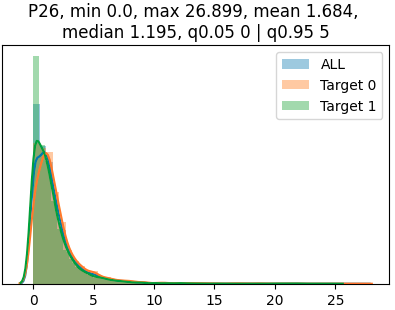 P26, min 0.0, max 26.899, mean 1.684,
median 1.195, q0.05 0 | q0.95 5
ALL
Target 0
Target 1
0 5 10 15 20 25